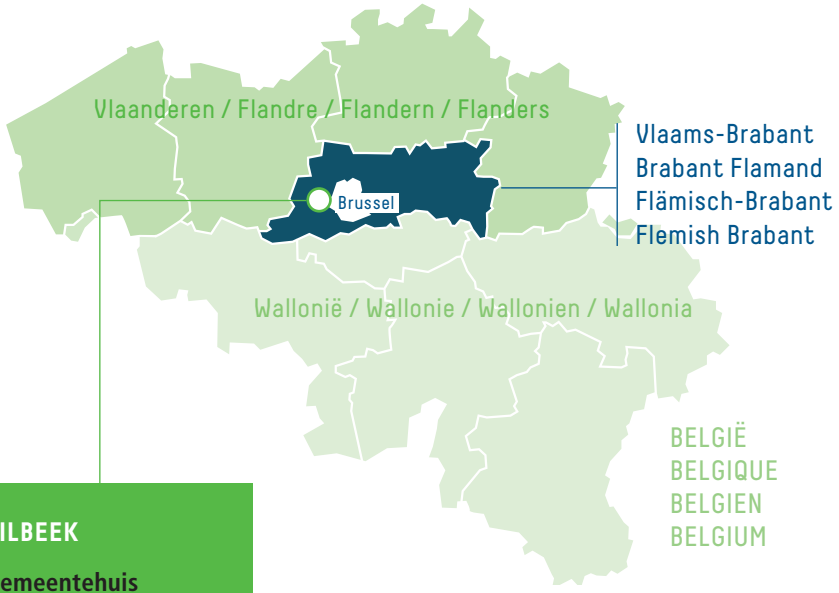 Vlaanderen / Flandre / Flandern / Flanders
Vlaams-Brabant
Brabant Flamand
Flämisch-Brabant
Flemish Brabant
Brussel
Wallonië / Wallonie / Wallonien / Wallonia
BELGIË
BELGIQUE
BELGIEN
BELGIUM
ILBEEK
emeentehuis